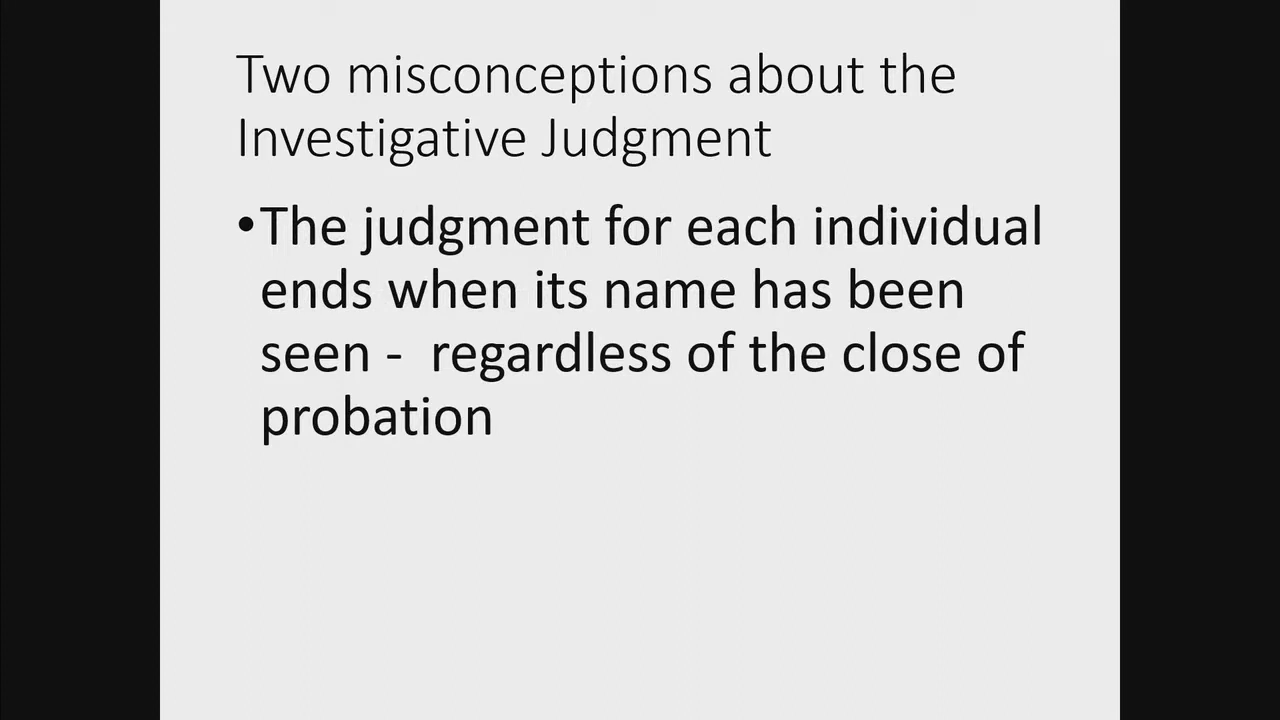 Two misconceptions about the
Investigative Judgment
•The judgment for each individual
ends when its name has been
seen -  regardless of the close of
probation